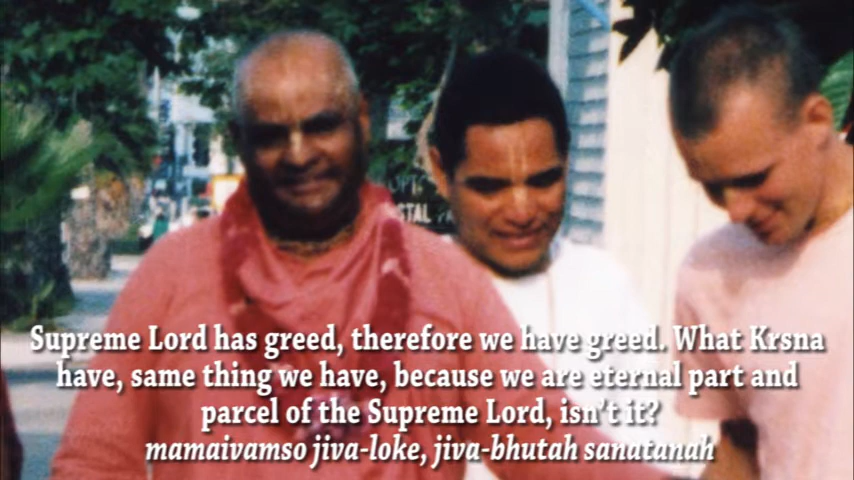 STAL
Supreme Lord has greed, therefore we have greed. What Krsna
have, same thing we have, because we are eternal part and
parcel of the Supreme Lord, isn't it?
mamaivamso jiva-loke, jiva-bhutah sanatanah